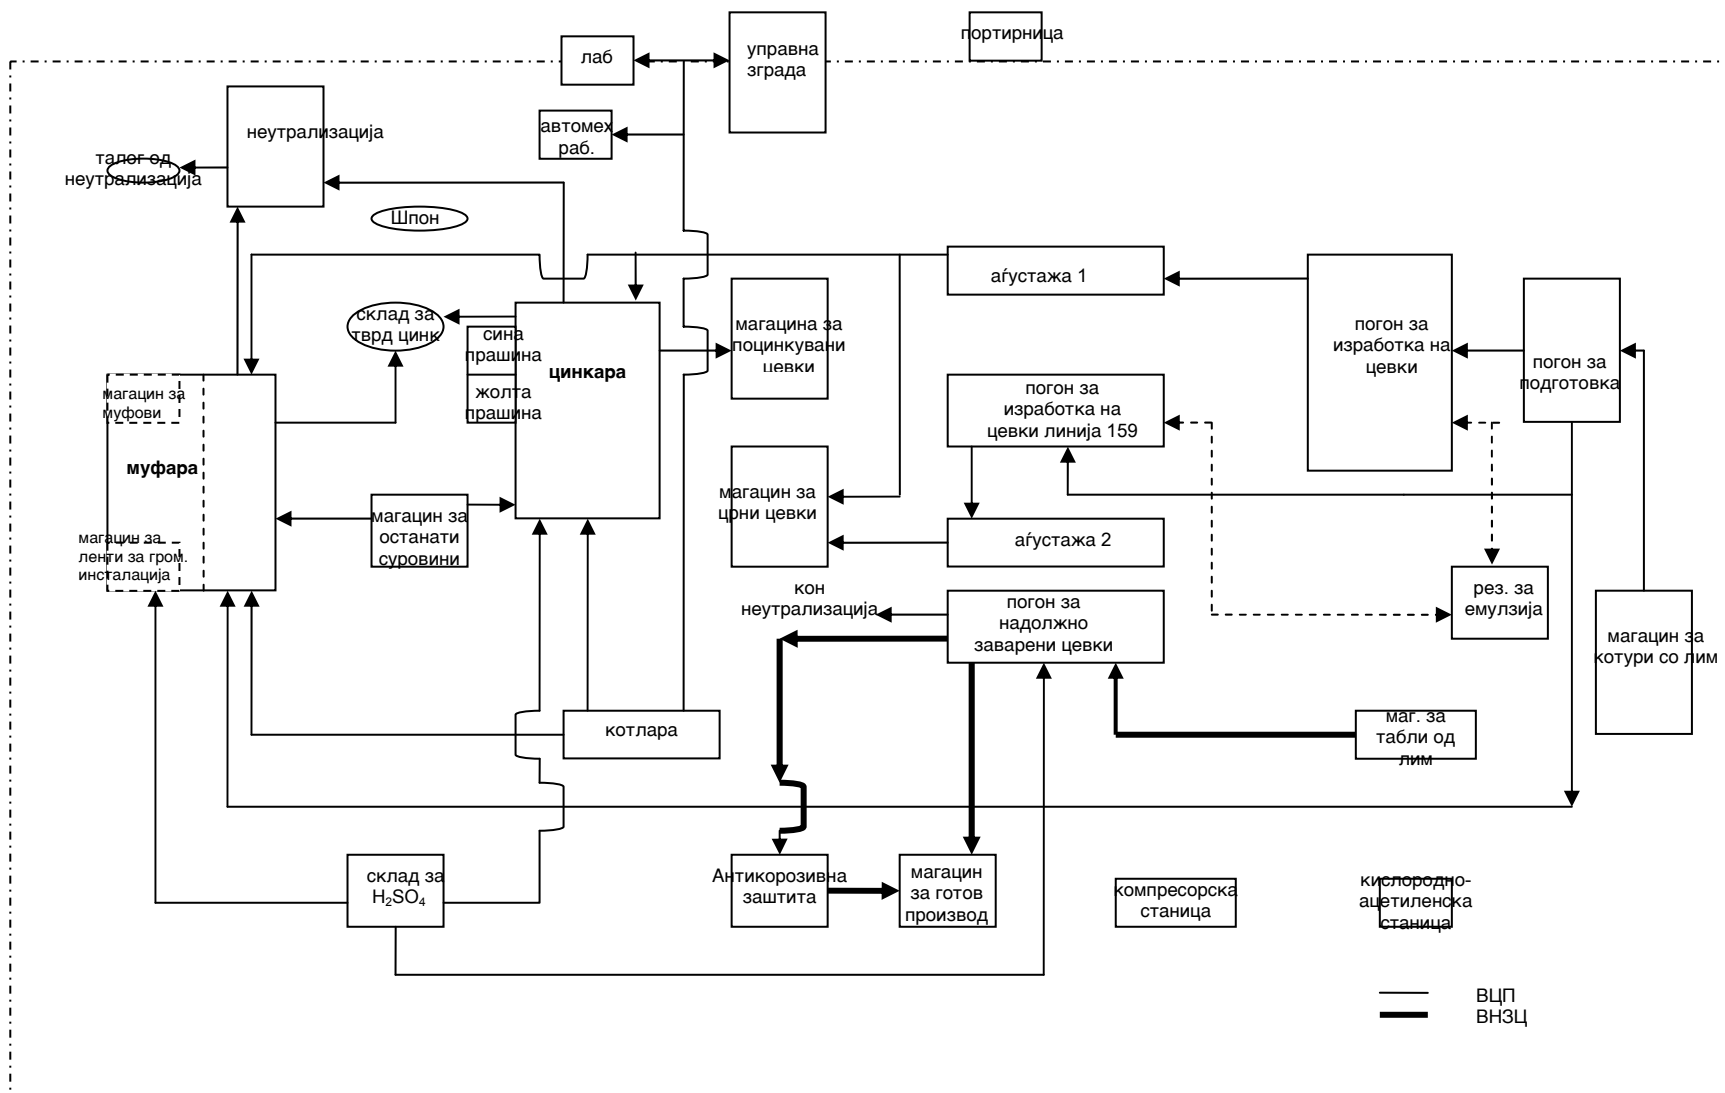 портирница
управна
зграда
лаб
автомех
раб.
неутрализација
талог од
неутрализација
Шпон
аѓустажа 1
склад за
тврд цинк
сина
прашина
жолта
прашина
цинкара
магацина за
поцинкувани
цевки
погон за
изработка на
цевки
погон за
подготовка
погон за
изработка на
цевки линија 159
магацин за
муфови
муфара
магацин за
ленти за гром.
инсталација
магацин за
останати
суровини
магацин за
црни цевки
аѓустажа 2
кон
неутрализација
погон за
надолжно
заварени цевки
рез. за
емулзија
магацин за
котури со лим
котлара
маг. за
табли од
лим
склад за
H₂SO₄
Антикорозивна
заштита
магацин
за готов
производ
компресорска
станица
кислородно-
ацетиленска
станица
ВЦП
ВНЗЦ